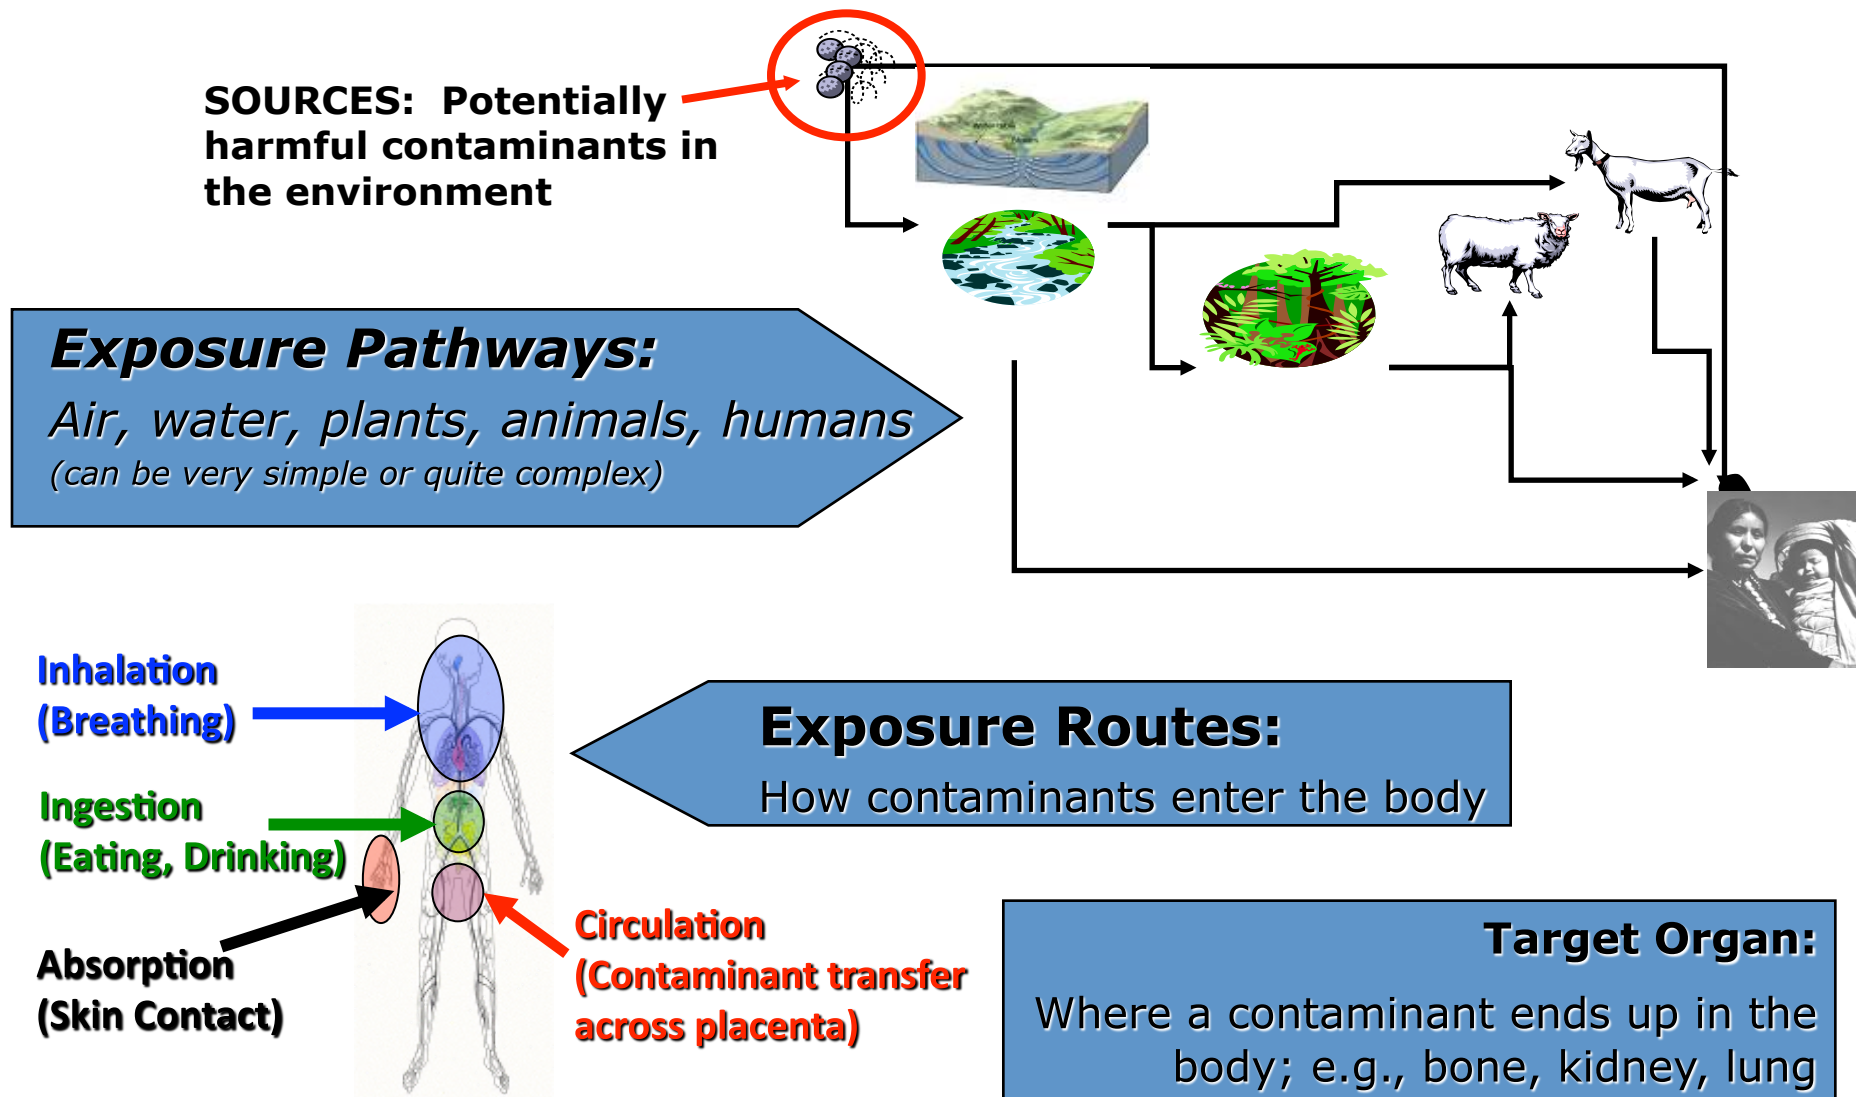 SOURCES: Potentially
harmful contaminants in
the environment
Exposure Pathways:
Air, water, plants, animals, humans
(can be very simple or quite complex)
Inhalation
(Breathing)
Ingestion
(Eating, Drinking)
Absorption
(Skin Contact)
Exposure Routes:
How contaminants enter the body
Circulation
(Contaminant transfer
across placenta)
Target Organ:
Where a contaminant ends up in the
body; e.g., bone, kidney, lung